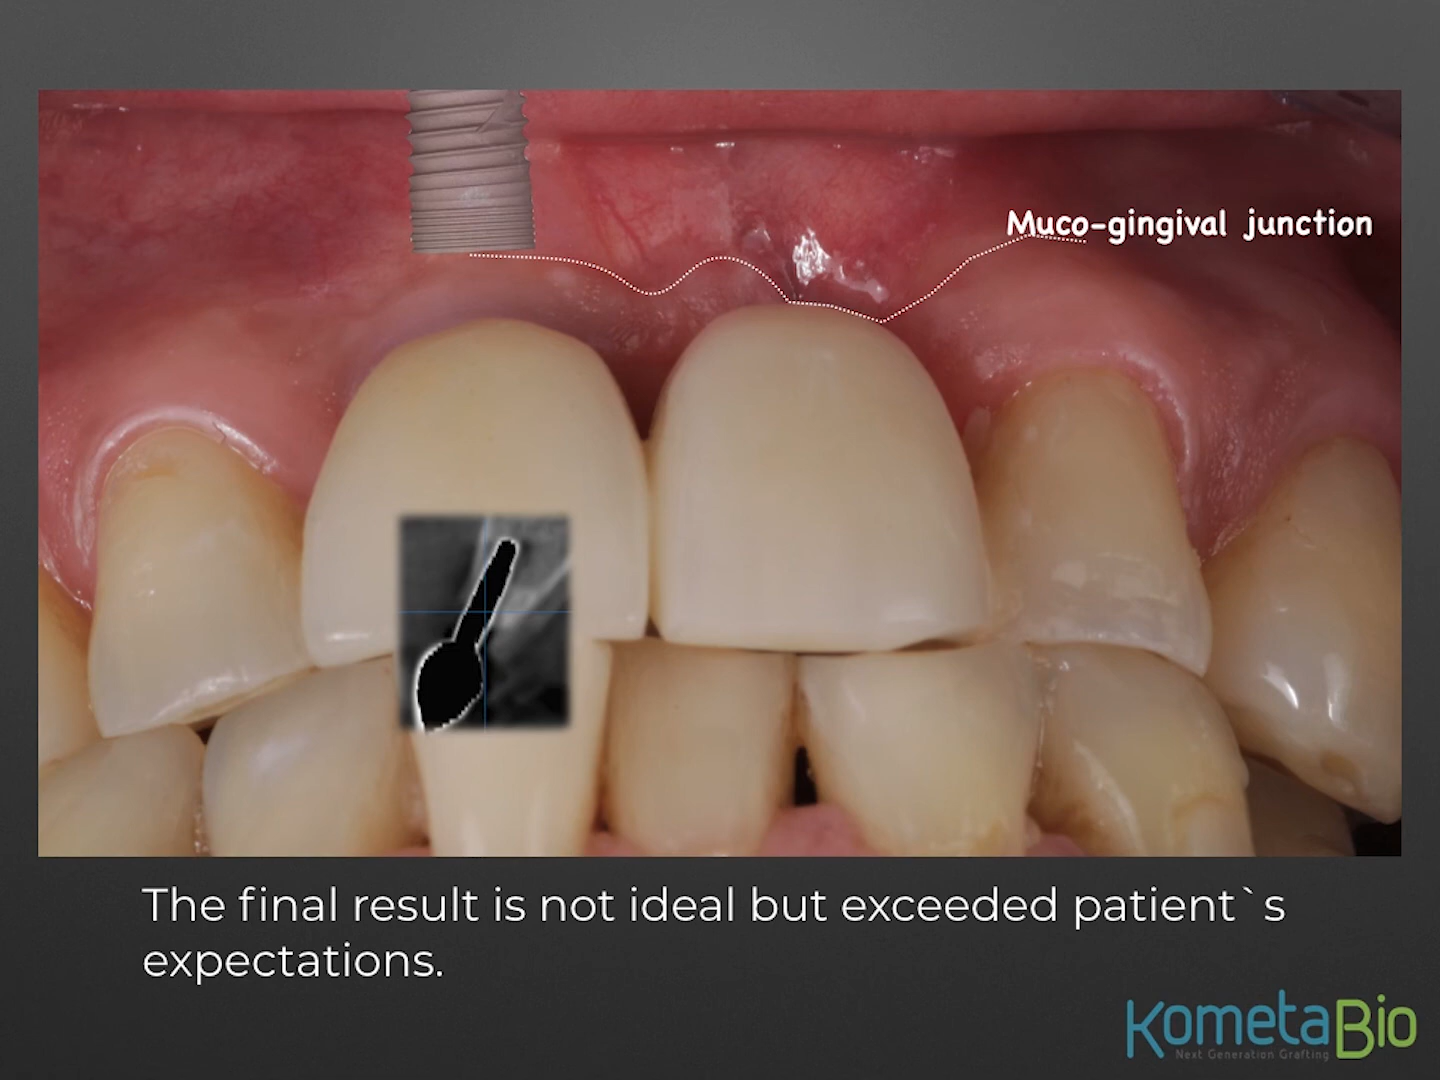 Muco-gingival junction
The final result is not ideal but exceeded patient`s
expectations.
KometaBio
Next Generation Grafting